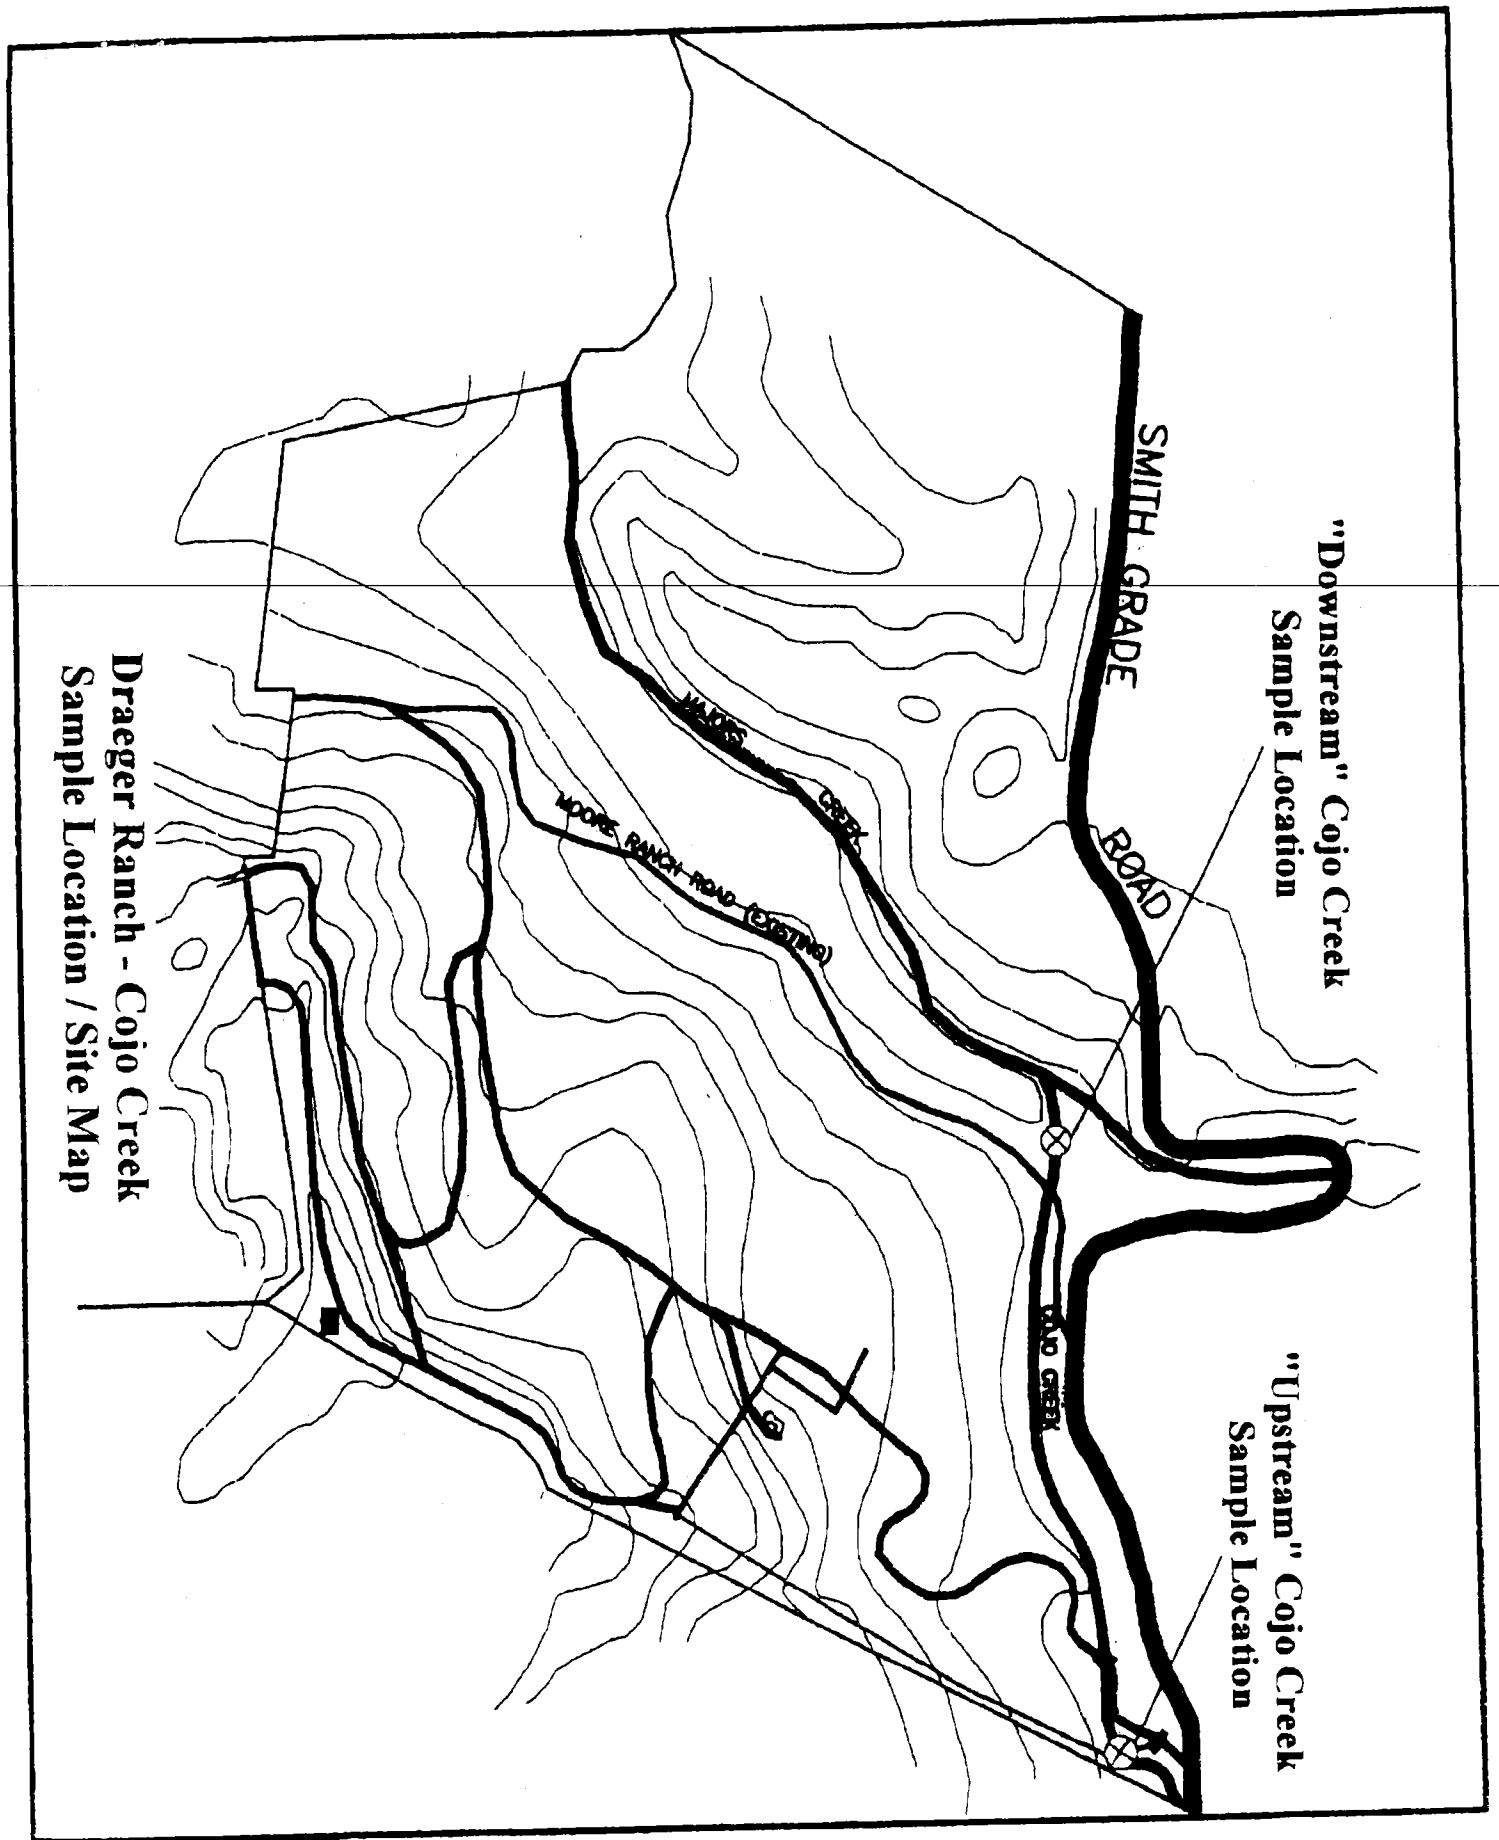 "Downstream" Cojo Creek
Sample Location
"Upstream" Cojo Creek
Sample Location
SMITH GRADE
ROAD
MAJORS
CREEK
COJO CREEK
MOORE RANCH ROAD (EXISTING)
Draeger Ranch - Cojo Creek
Sample Location / Site Map